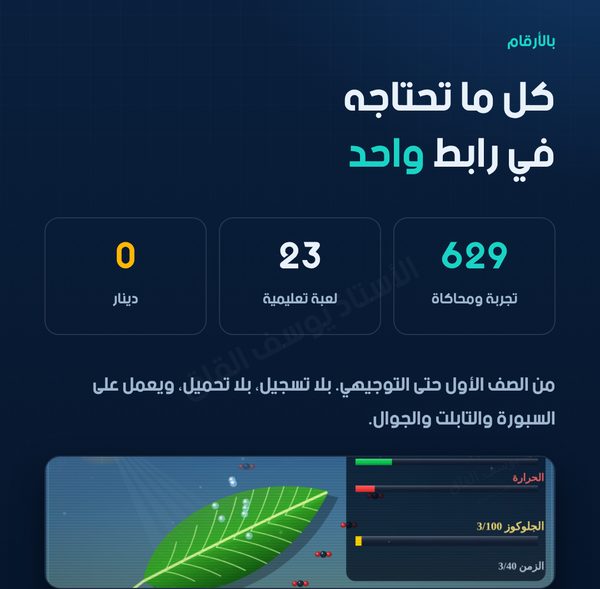 بالأرقام
كل ما تحتاجه
في رابط واحد
629
تجربة ومحاكاة
23
لعبة تعليمية
0
دينار
من الصف الأول حتى التوجيهي. بلا تسجيل، بلا تحميل، ويعمل على
السبورة والتابلت والجوال.
الحرارة
الجلوكوز 3/100
الزمن 3/40